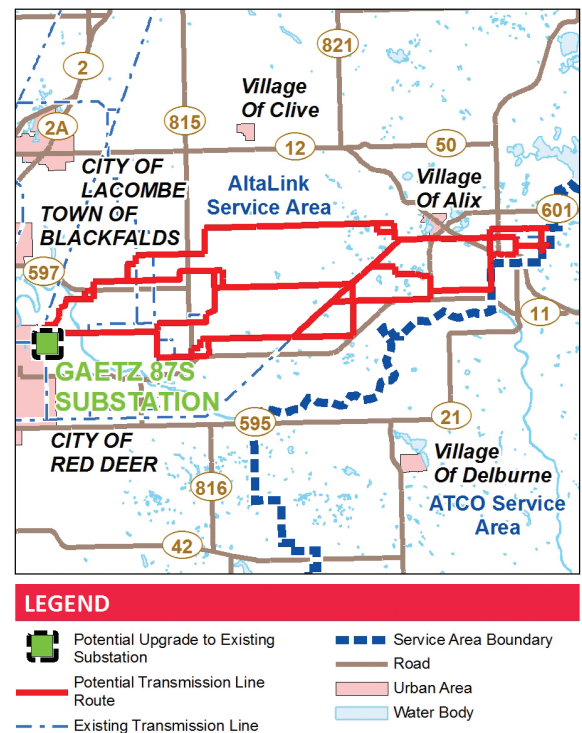 821
2
Village
Of Clive
815
2A
12
50
CITY OF
LACOMBE
AltaLink
Service Area
Village
Of Alix
TOWN OF
BLACKFALDS
601
597
11
GAETZ 87S
SUBSTATION
595
21
CITY OF
RED DEER
Village
Of Delburne
816
ATCO Service
Area
42
LEGEND
Potential Upgrade to Existing
Substation
Potential Transmission Line
Route
Existing Transmission Line
Service Area Boundary
Road
Urban Area
Water Body